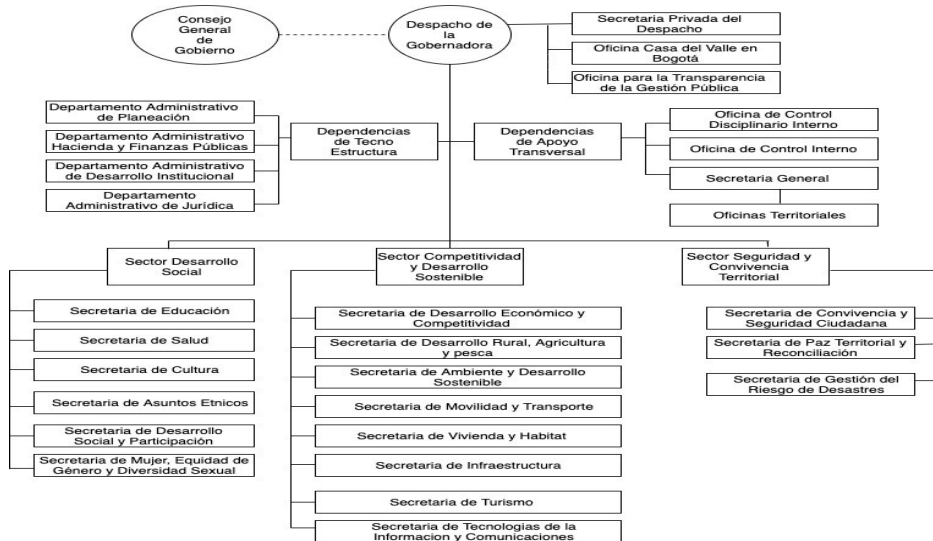 Consejo
General
de
Gobierno
Despacho de
la
Gobernadora
Secretaria Privada del
Despacho
Oficina Casa del Valle en
Bogotá
Oficina para la Transparencia
de la Gestión Pública
Departamento Administrativo
de Planeación
Departamento Administrativo
Hacienda y Finanzas Públicas
Departamento Administrativo
de Desarrollo Institucional
Departamento
Administrativo de Jurídica
Dependencias
de Tecno
Estructura
Dependencias
de Apoyo
Transversal
Oficina de Control
Disciplinario Interno
Oficina de Control Interno
Secretaría General
Oficinas Territoriales
Sector Desarrollo
Social
Secretaria de Educación
Secretaria de Salud
Secretaria de Cultura
Secretaria de Asuntos Etnicos
Secretaria de Desarrollo
Social y Participación
Secretaria de Mujer, Equidad de
Género y Diversidad Sexual
Sector Competitividad
y Desarrollo
Sostenible
Secretaria de Desarrollo Económico y
Competitividad
Secretaria de Desarrollo Rural, Agricultura
y pesca
Secretaria de Ambiente y Desarrollo
Sostenible
Secretaria de Movilidad y Transporte
Secretaria de Vivienda y Habitat
Secretaria de Infraestructura
Secretaria de Turismo
Secretaria de Tecnologias de la
Informacion y Comunicaciones
Sector Seguridad y
Convivencia
Territorial
Secretaria de Convivencia y
Seguridad Ciudadana
Secretaria de Paz Territorial y
Reconciliación
Secretaria de Gestión del
Riesgo de Desastres